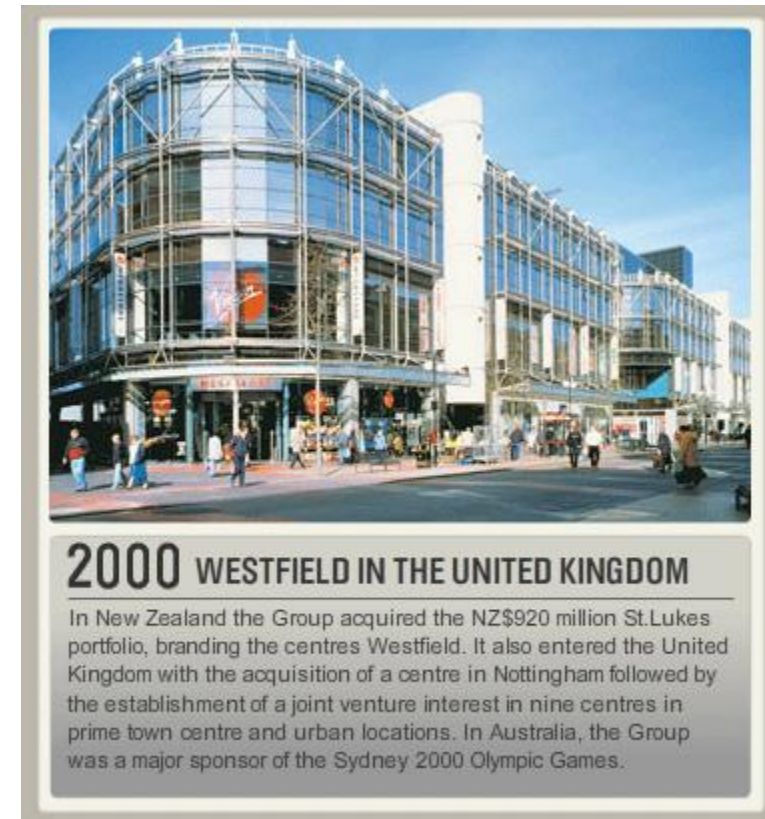 Virgin
MEGASTORE
2000 WESTFIELD IN THE UNITED KINGDOM
In New Zealand the Group acquired the NZ$920 million St.Lukes
portfolio, branding the centres Westfield. It also entered the United
Kingdom with the acquisition of a centre in Nottingham followed by
the establishment of a joint venture interest in nine centres in
prime town centre and urban locations. In Australia, the Group
was a major sponsor of the Sydney 2000 Olympic Games.